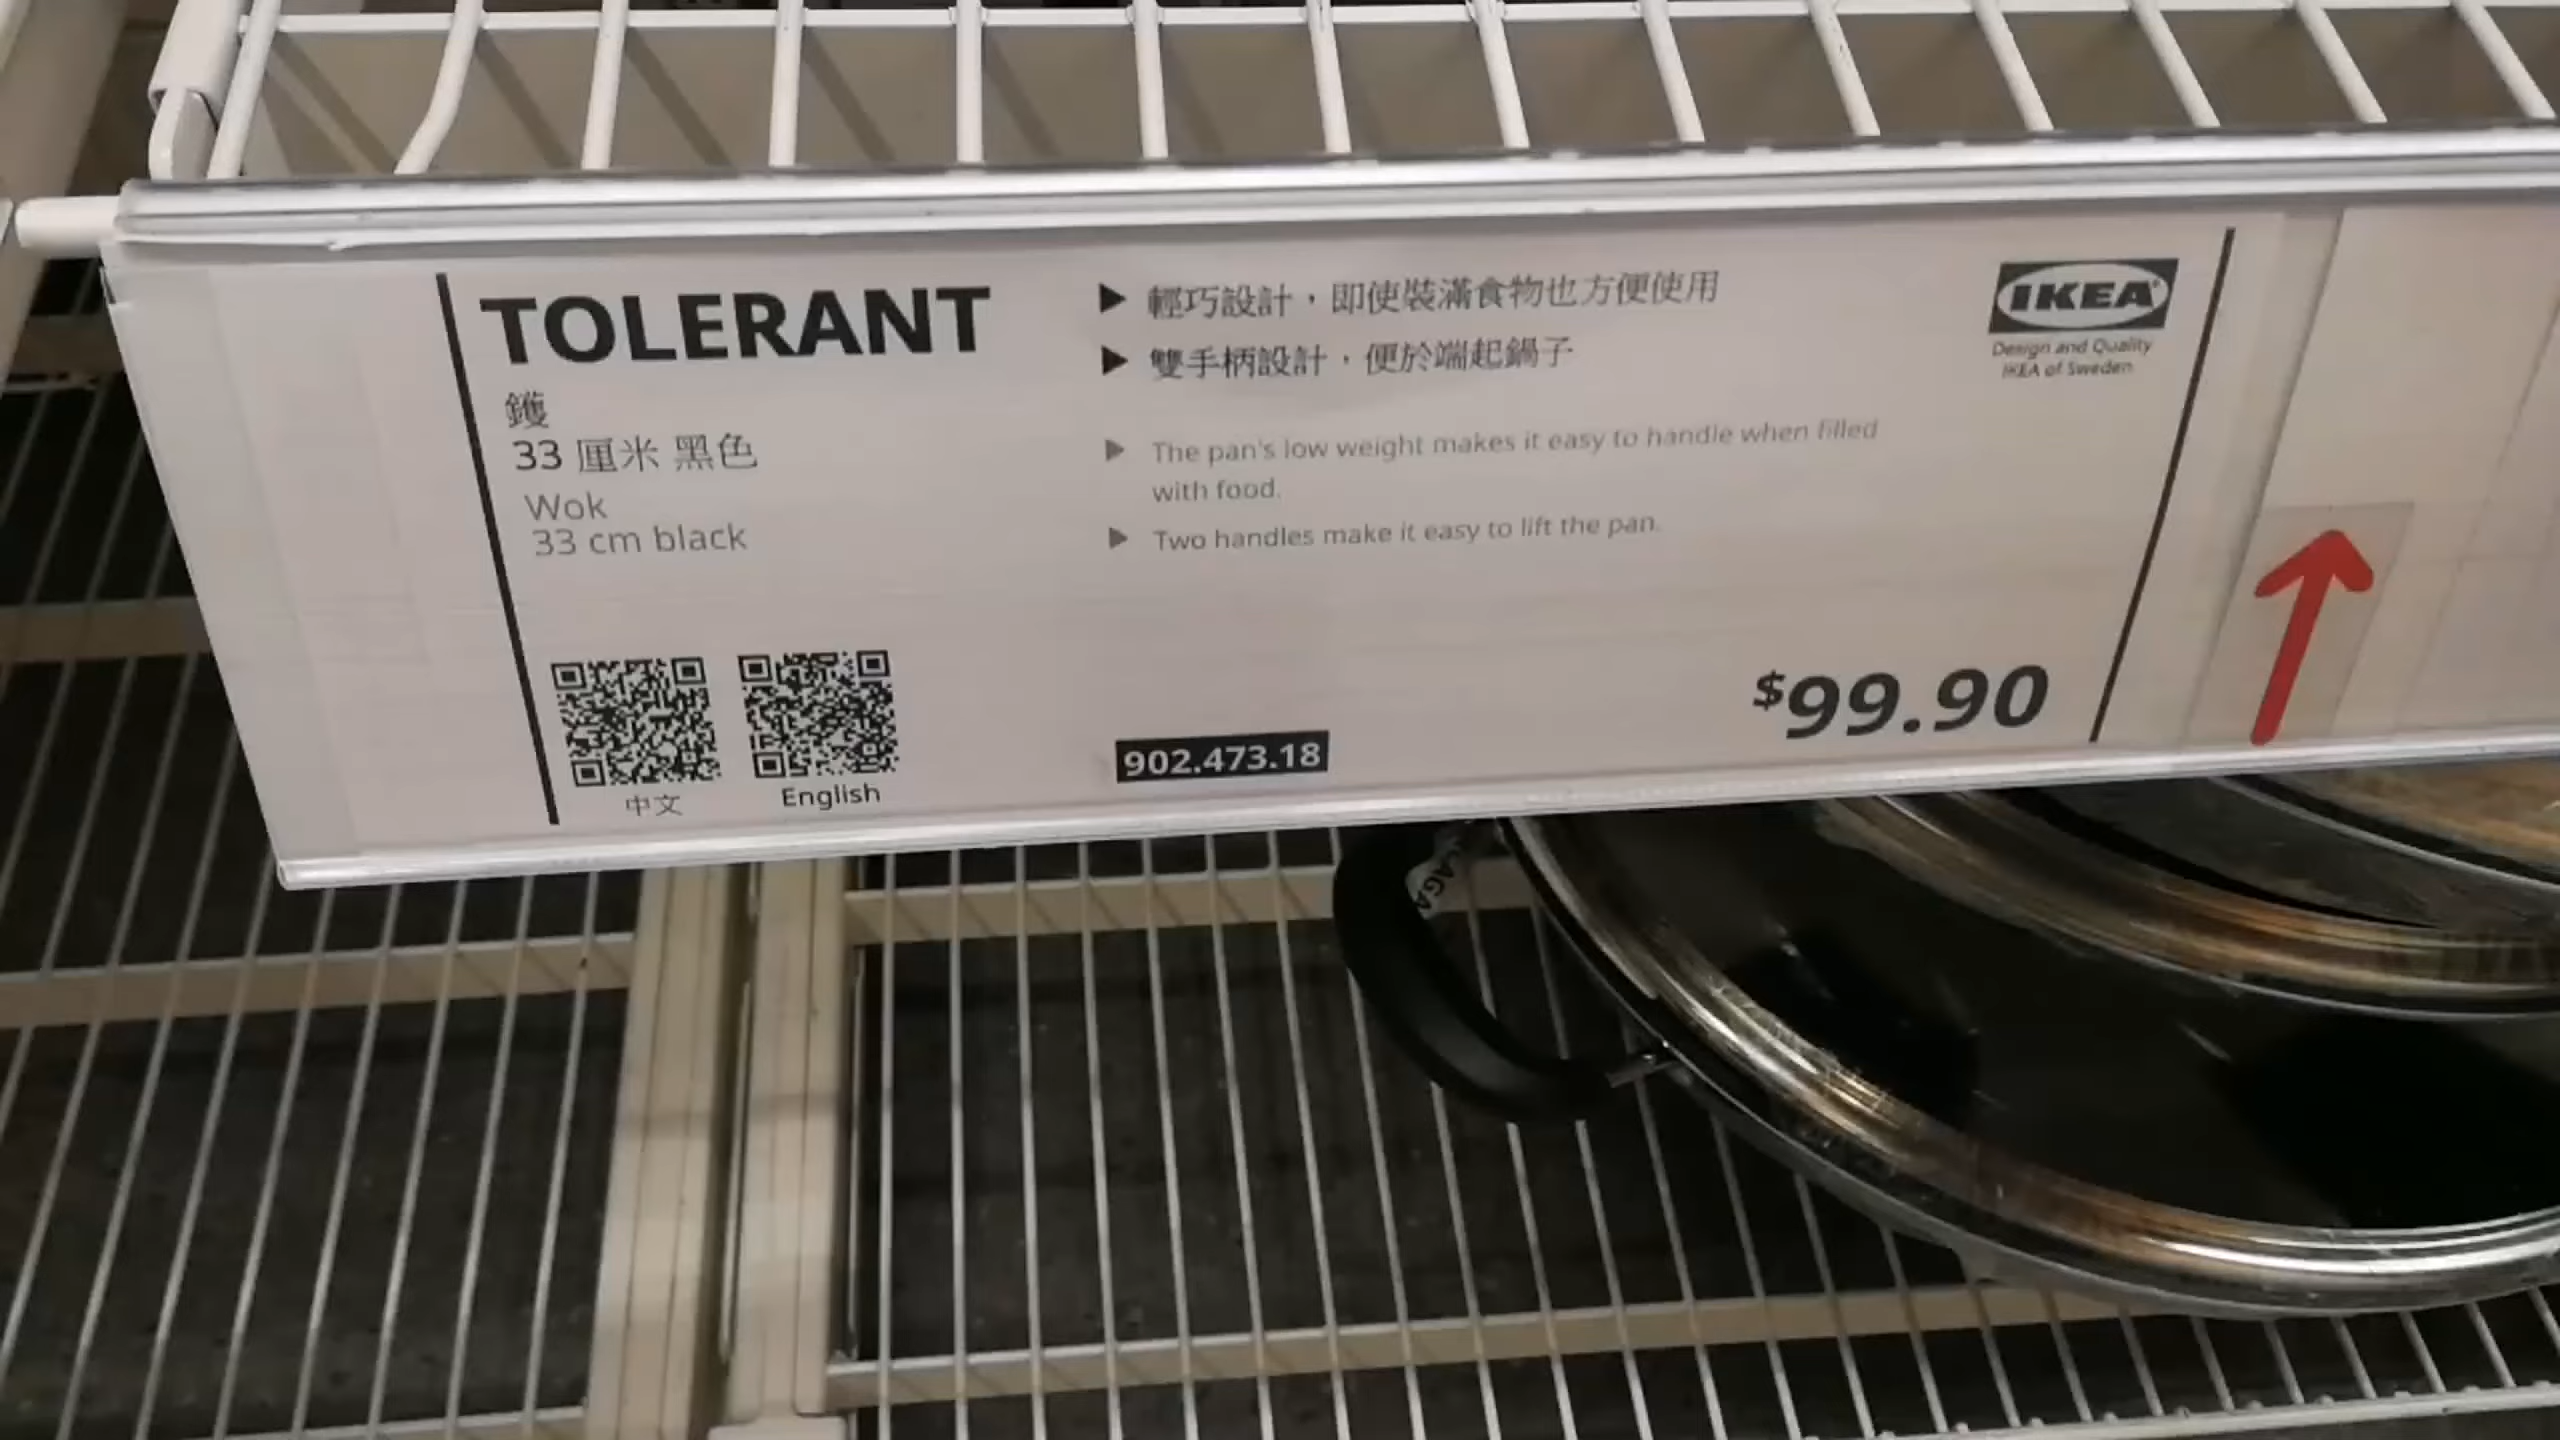 TOLERANT
鑊
33 厘米 黑色
Wok
33 cm black
中文
English
▶ 輕巧設計，即使裝滿食物也方便使用
▶ 雙手柄設計，便於端起鍋子
▶ The pan's low weight makes it easy to handle when filled
with food.
▶ Two handles make it easy to lift the pan.
902.473.18
IKEA
Design and Quality
IKEA of Sweden
$99.90